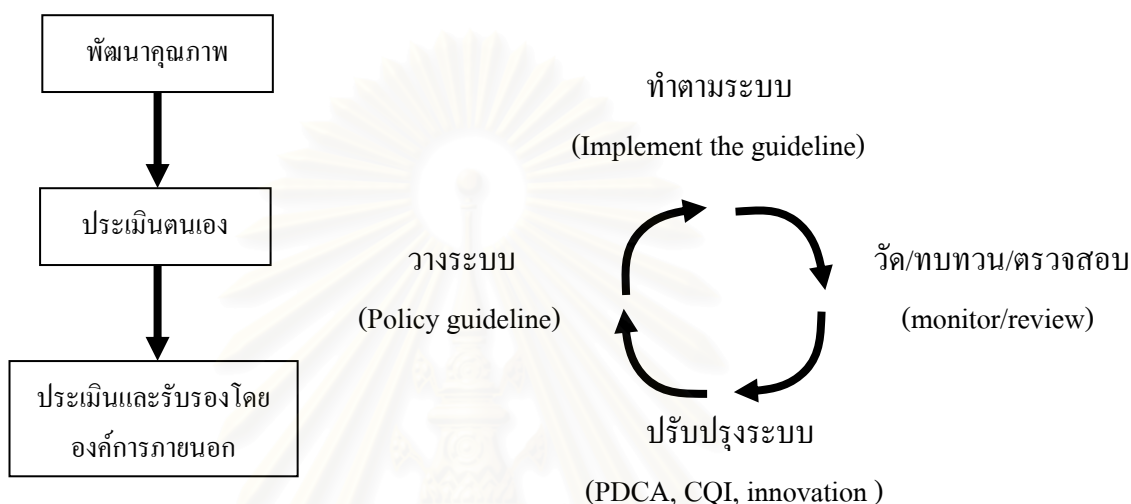 พัฒนาคุณภาพ
ประเมินตนเอง
ประเมินและรับรองโดย
องค์การภายนอก
ทำตามระบบ
(Implement the guideline)
วางระบบ
(Policy guideline)
วัด/ทบทวน/ตรวจสอบ
(monitor/review)
ปรับปรุงระบบ
(PDCA, CQI, innovation )